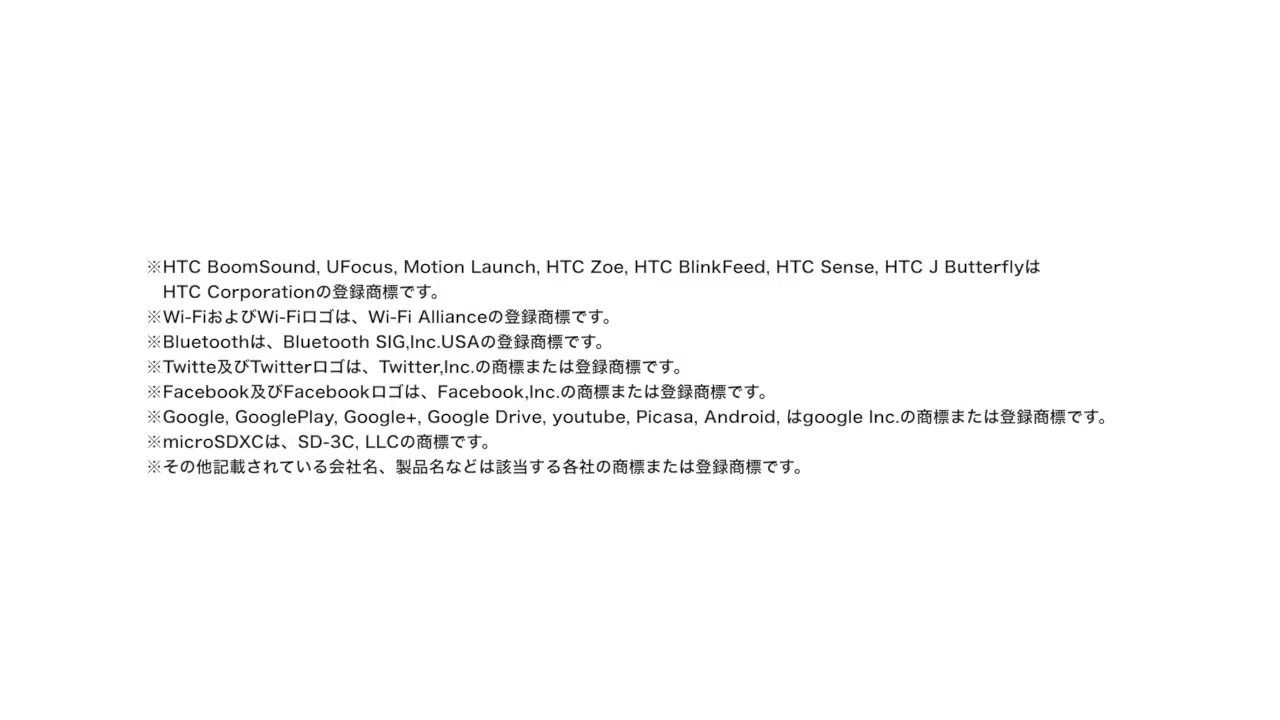 ※HTC BoomSound, UFocus, Motion Launch, HTC Zoe, HTC BlinkFeed, HTC Sense, HTC J Butterflyは
HTC Corporationの登録商標です。
※Wi-FiおよびWi-Fiロゴは、Wi-Fi Allianceの登録商標です。
※Bluetoothは、Bluetooth SIG,Inc.USAの登録商標です。
※Twitte及びTwitterロゴは、Twitter,Inc.の商標または登録商標です。
※Facebook及びFacebookロゴは、Facebook,Inc.の商標または登録商標です。
※Google, GooglePlay, Google+, Google Drive, youtube, Picasa, Android, はgoogle Inc.の商標または登録商標です。
※microSDXCは、SD-3C, LLCの商標です。
※その他記載されている会社名、製品名などは該当する各社の商標または登録商標です。